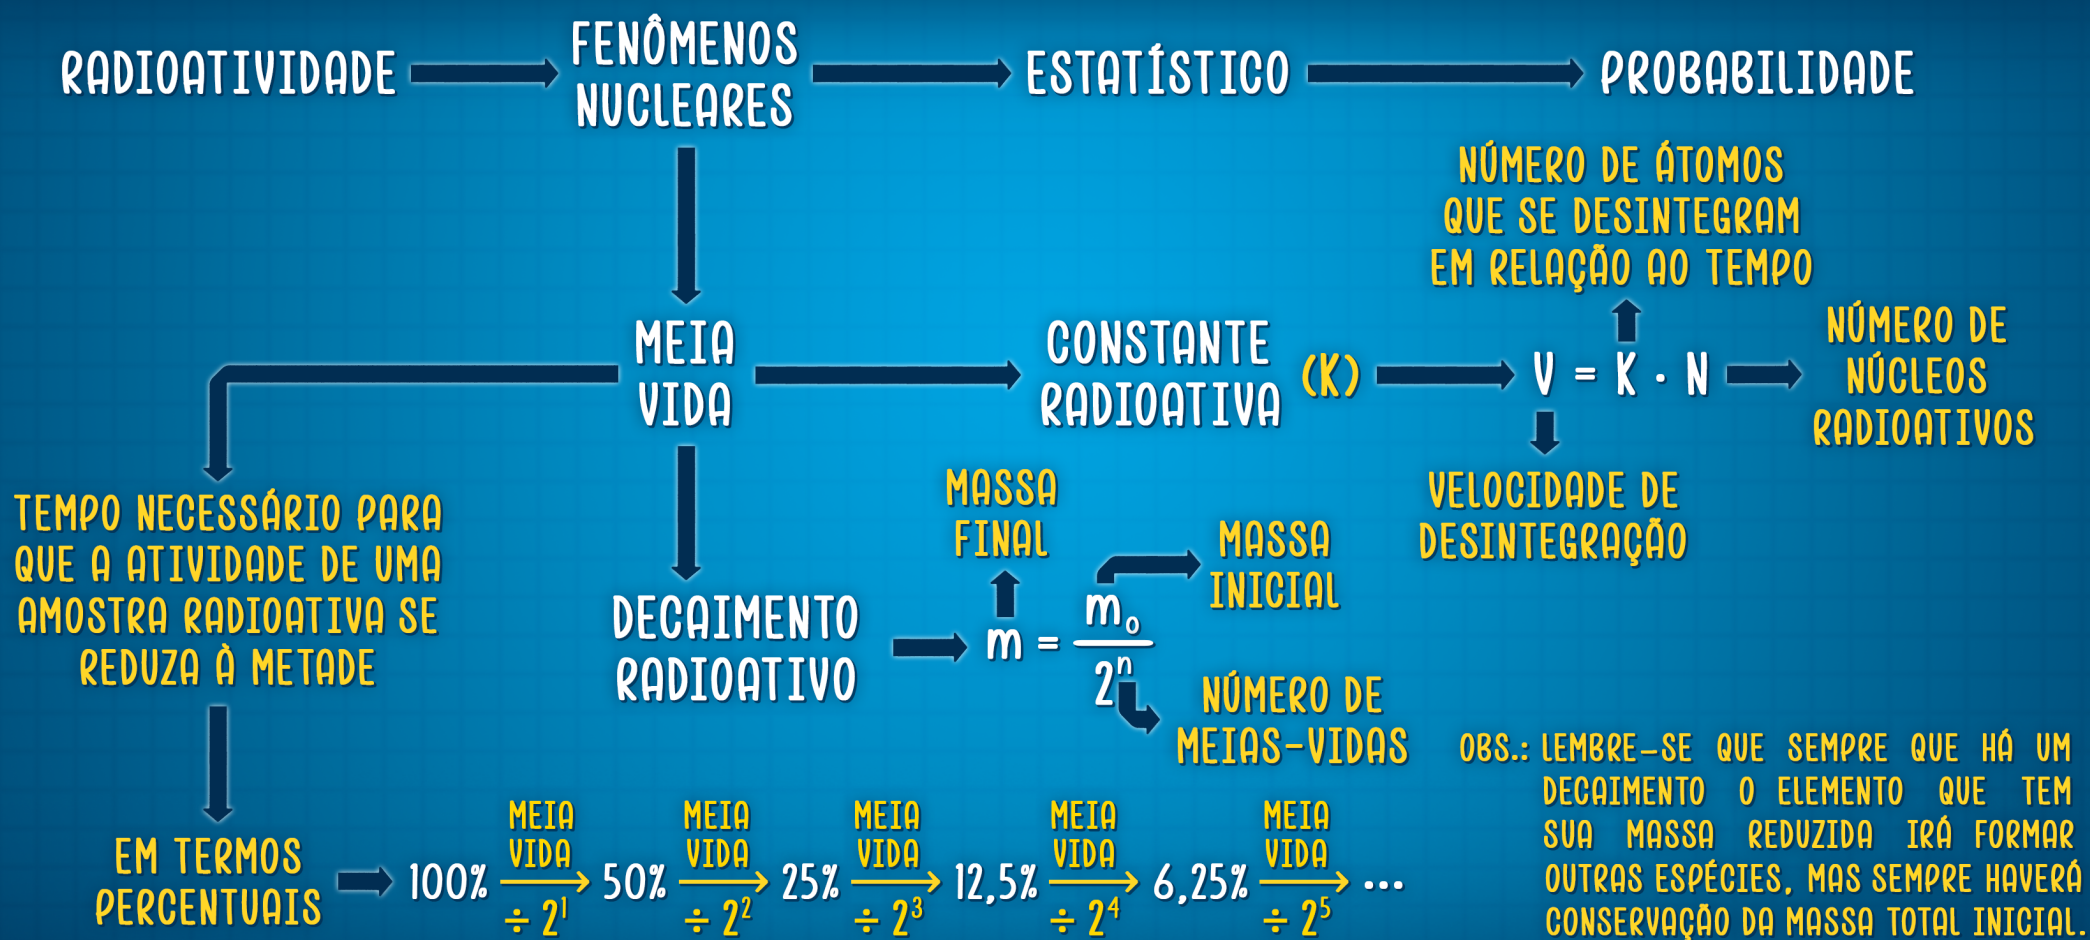 RADIOATIVIDADE
FENÔMENOS
NUCLEARES
ESTATÍSTICO
PROBABILIDADE
NÚMERO DE ÁTOMOS
QUE SE DESINTEGRAM
EM RELAÇÃO AO TEMPO
MEIA
VIDA
CONSTANTE
RADIOATIVA
(K)
V = K · N
NÚMERO DE
NÚCLEOS
RADIOATIVOS
VELOCIDADE DE
DESINTEGRAÇÃO
TEMPO NECESSÁRIO PARA
QUE A ATIVIDADE DE UMA
AMOSTRA RADIOATIVA SE
REDUZA À METADE
DECAIMENTO
RADIOATIVO
MASSA
FINAL
m = m₀ / 2ⁿ
MASSA
INICIAL
NÚMERO DE
MEIAS-VIDAS
EM TERMOS
PERCENTUAIS
MEIA MEIA MEIA MEIA MEIA
VIDA VIDA VIDA VIDA VIDA
100% → 50% → 25% → 12,5% → 6,25% → ...
÷ 2¹ ÷ 2² ÷ 2³ ÷ 2⁴ ÷ 2⁵
OBS.: LEMBRE-SE QUE SEMPRE QUE HÁ UM
DECAIMENTO O ELEMENTO QUE TEM
SUA MASSA REDUZIDA IRÁ FORMAR
OUTRAS ESPÉCIES, MAS SEMPRE HAVERÁ
CONSERVAÇÃO DA MASSA TOTAL INICIAL.